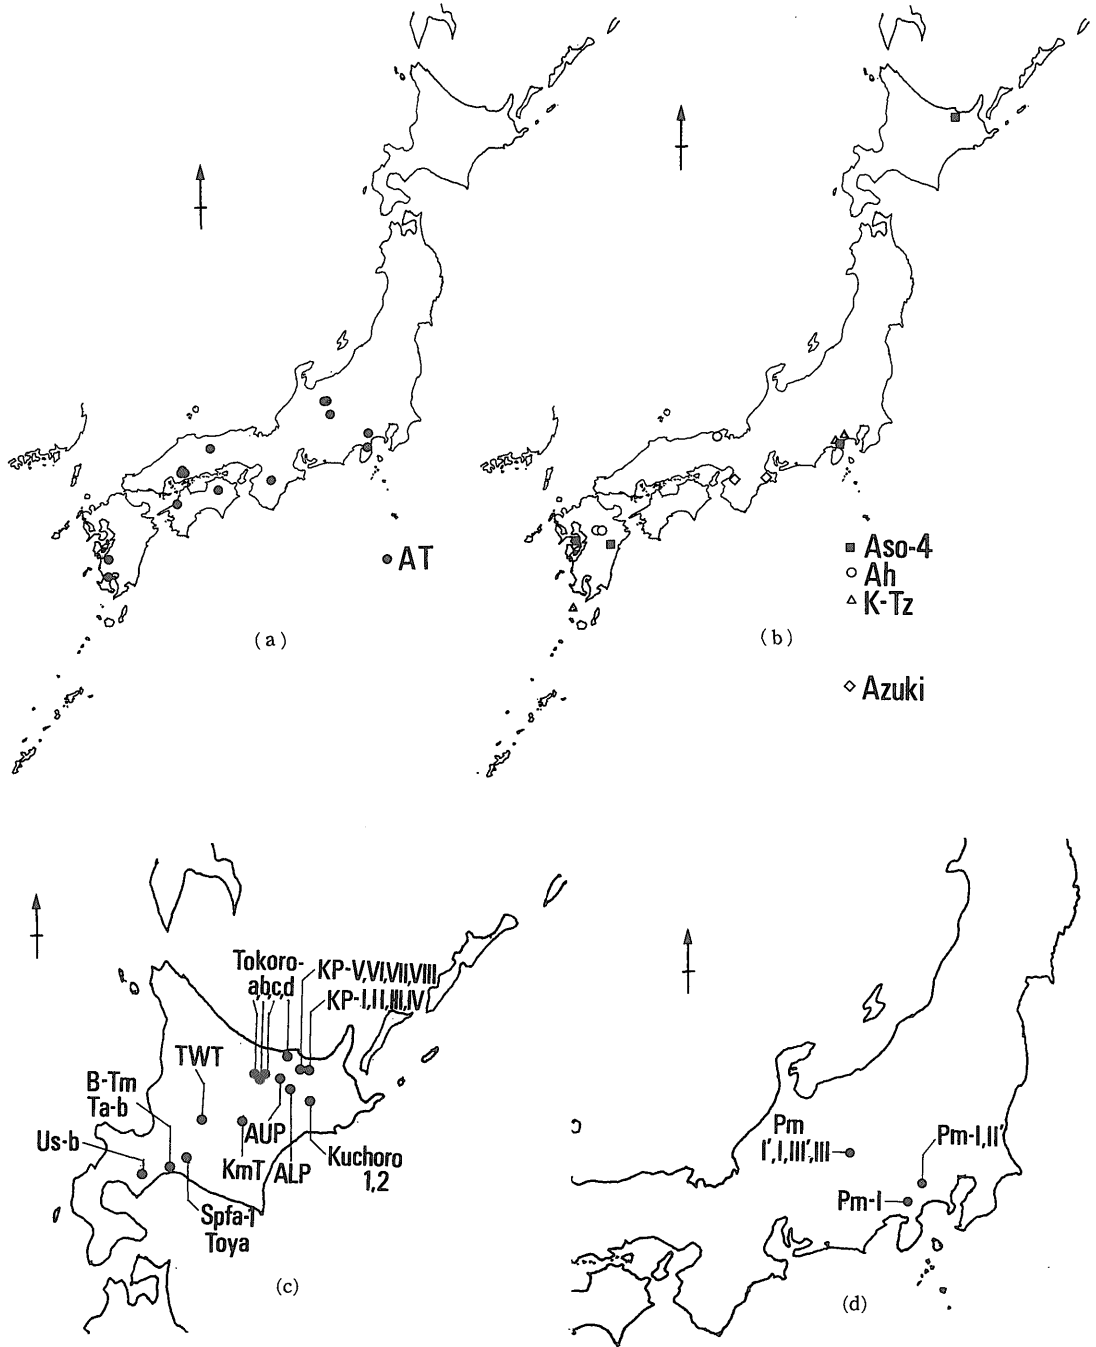 AT
(a)
Aso-4
Ah
K-Tz
(b)
Azuki
Tokoro-
a,b,c,d
KP-V,VI,VII,VIII
KP-I,II,III,IV
TWT
B-Tm
Ta-b
Us-b
AUP
KmT
ALP
Kuchoro
1,2
Spfa-1
Toya
(c)
Pm
I',I,III',III
Pm-I,II'
Pm-I
(d)